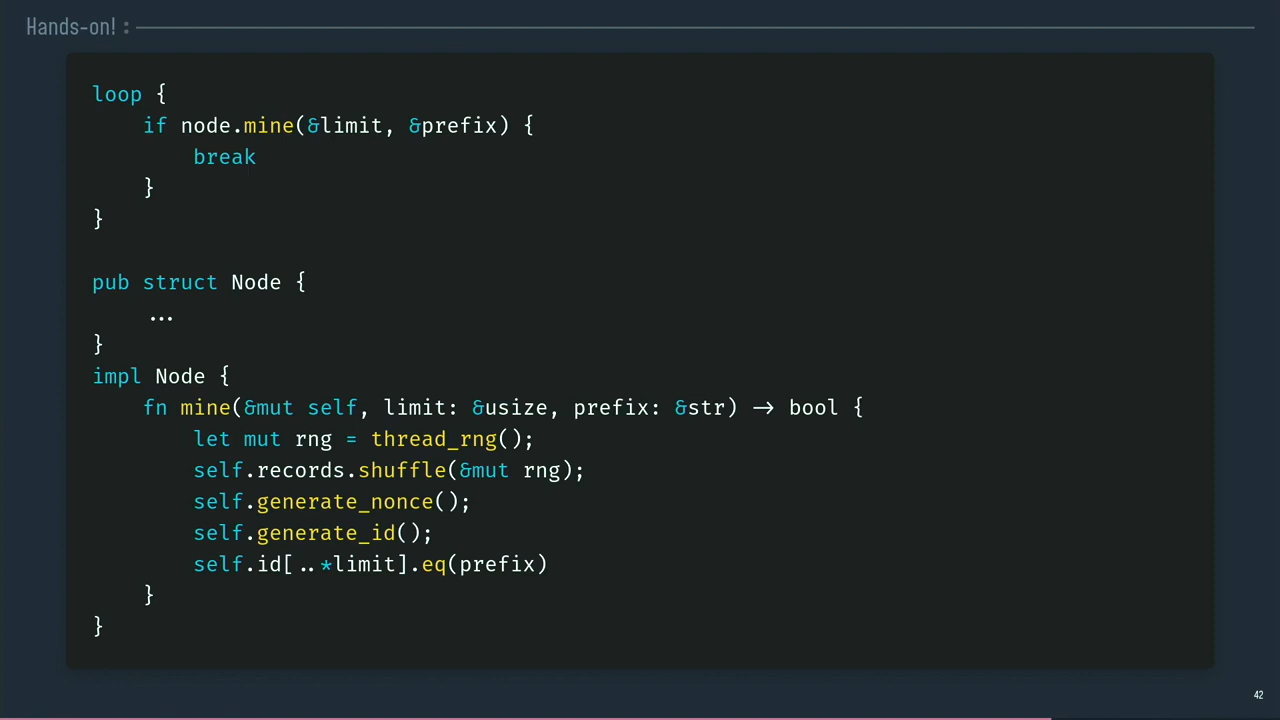 Hands-on! :
loop {
    if node.mine(&limit, &prefix) {
        break
    }
}
pub struct Node {
    ...
}
impl Node {
    fn mine(&mut self, limit: &usize, prefix: &str) -> bool {
        let mut rng = thread_rng();
        self.records.shuffle(&mut rng);
        self.generate_nonce();
        self.generate_id();
        self.id[..*limit].eq(prefix)
    }
}
42